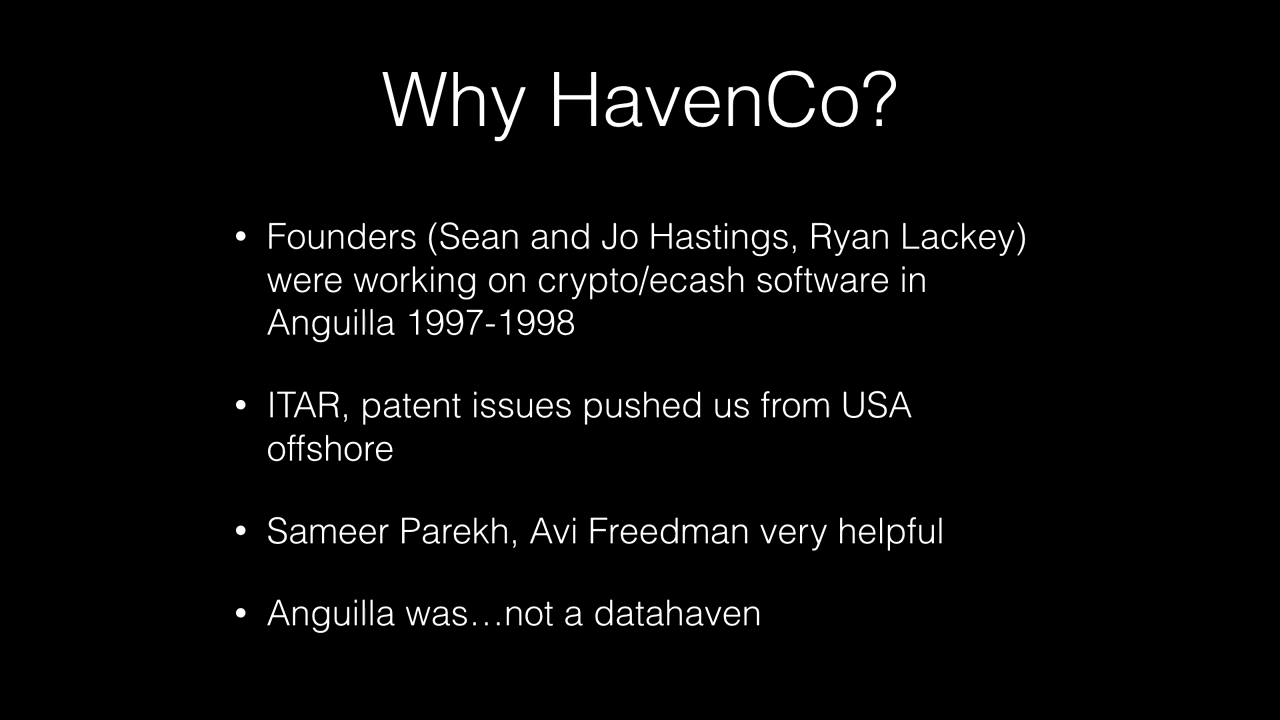 Why HavenCo?
• Founders (Sean and Jo Hastings, Ryan Lackey)
were working on crypto/ecash software in
Anguilla 1997-1998
• ITAR, patent issues pushed us from USA
offshore
• Sameer Parekh, Avi Freedman very helpful
• Anguilla was…not a datahaven